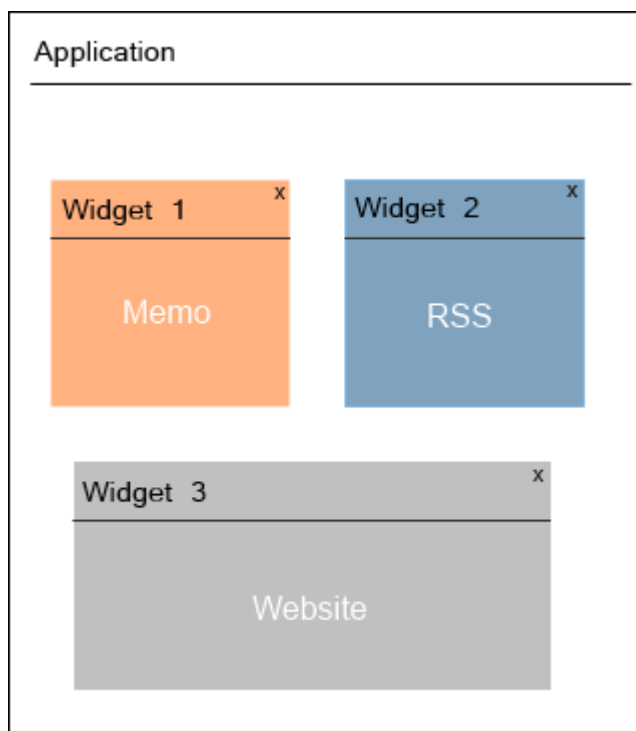 Application
x
Widget 1
x
Widget 2
Memo
RSS
x
Widget 3
Website